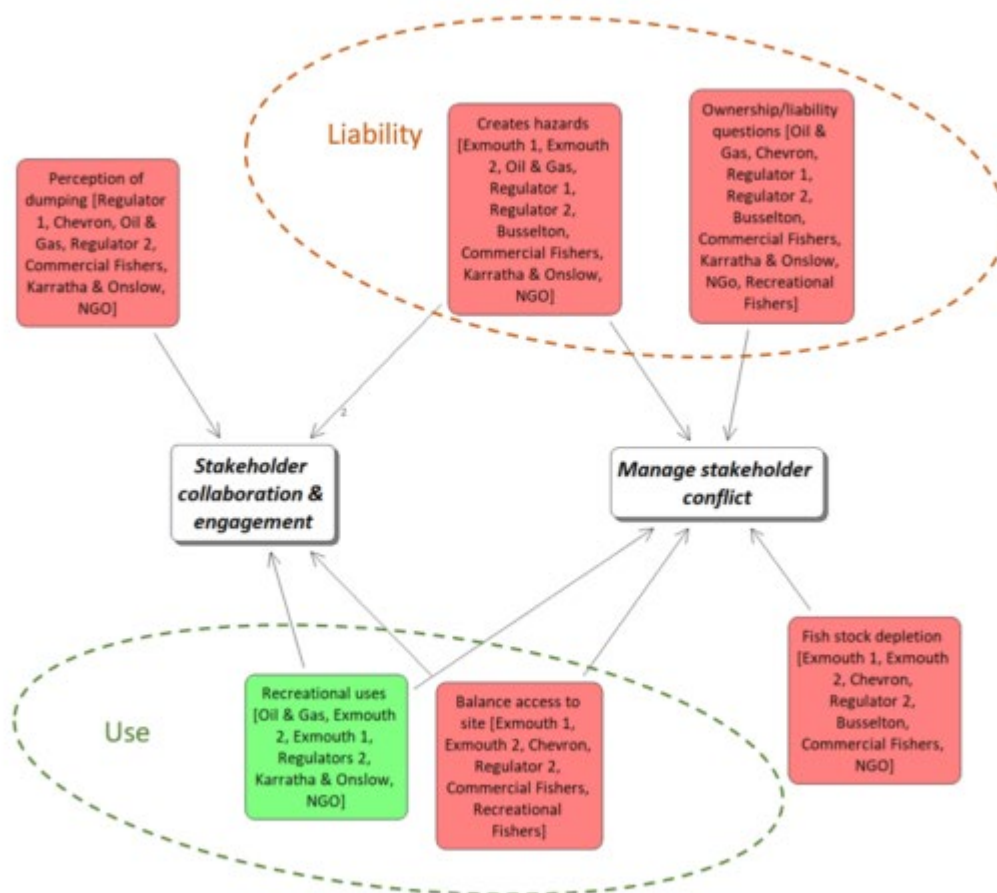 Liability
Creates hazards
[Exmouth 1, Exmouth
2, Oil & Gas,
Regulator 1,
Regulator 2,
Busselton,
Commercial Fishers,
Karratha & Onslow,
NGO]
Ownership/liability
questions [Oil &
Gas, Chevron,
Regulator 1,
Regulator 2,
Busselton,
Commercial Fishers,
Karratha & Onslow,
NGo, Recreational
Fishers]
Perception of
dumping [Regulator
1, Chevron, Oil &
Gas, Regulator 2,
Commercial Fishers,
Karratha & Onslow,
NGO]
2
Stakeholder
collaboration &
engagement
Manage stakeholder
conflict
Use
Recreational uses
[Oil & Gas, Exmouth
2, Exmouth 1,
Regulators 2,
Karratha & Onslow,
NGO]
Balance access to
site [Exmouth 1,
Exmouth 2, Chevron,
Regulator 2,
Commercial Fishers,
Recreational
Fishers]
Fish stock depletion
[Exmouth 1, Exmouth
2, Chevron,
Regulator 2,
Busselton,
Commercial Fishers,
NGO]